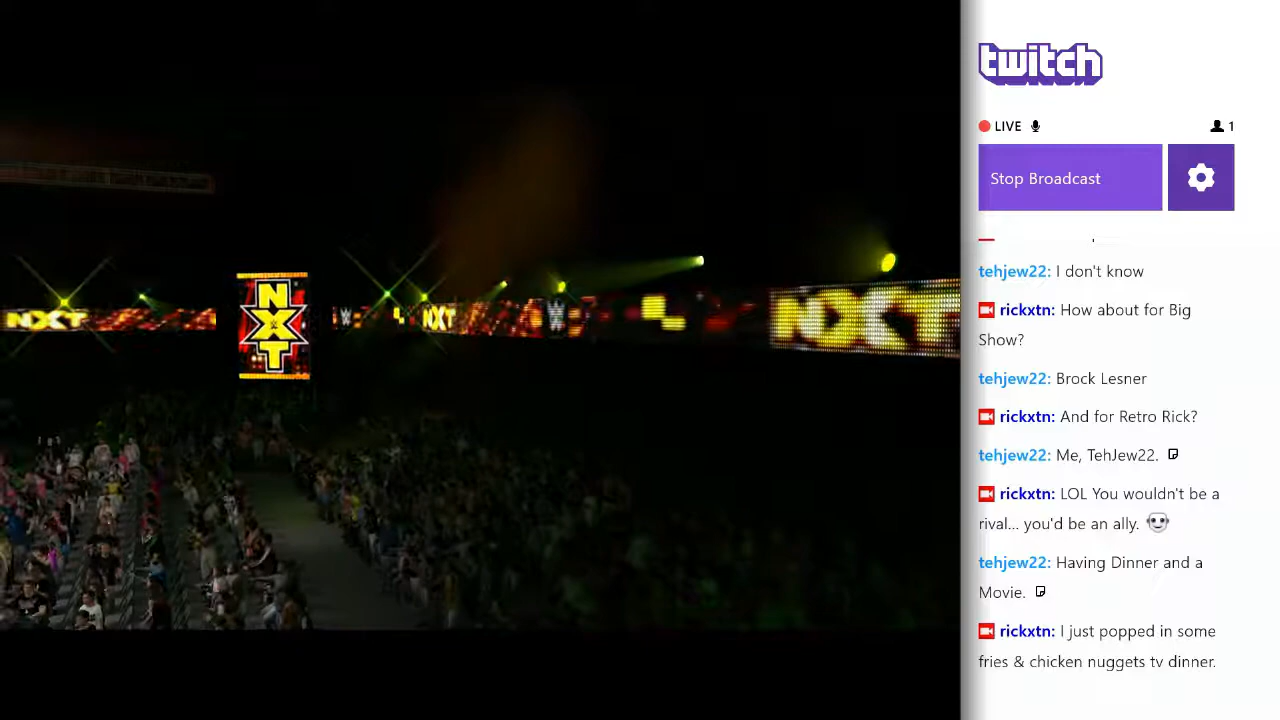 twitch
LIVE
1
Stop Broadcast
tehjew22: I don't know
rickxtn: How about for Big
Show?
tehjew22: Brock Lesner
rickxtn: And for Retro Rick?
tehjew22: Me, TehJew22.
rickxtn: LOL You wouldn't be a
rival... you'd be an ally.
tehjew22: Having Dinner and a
Movie.
rickxtn: I just popped in some
fries & chicken nuggets tv dinner.
NXT
NXT
W
NXT
W
NXT